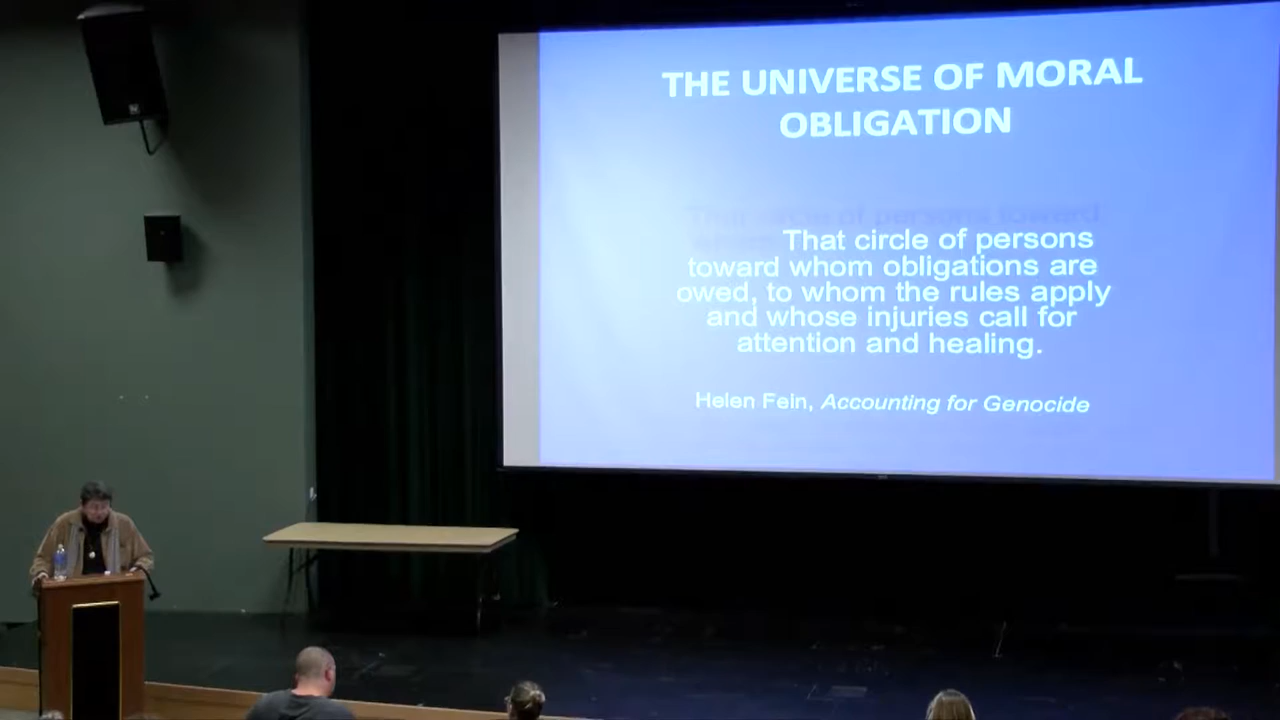 THE UNIVERSE OF MORAL
OBLIGATION
That circle of persons
toward whom obligations are
owed, to whom the rules apply
and whose injuries call for
attention and healing.
Helen Fein, Accounting for Genocide